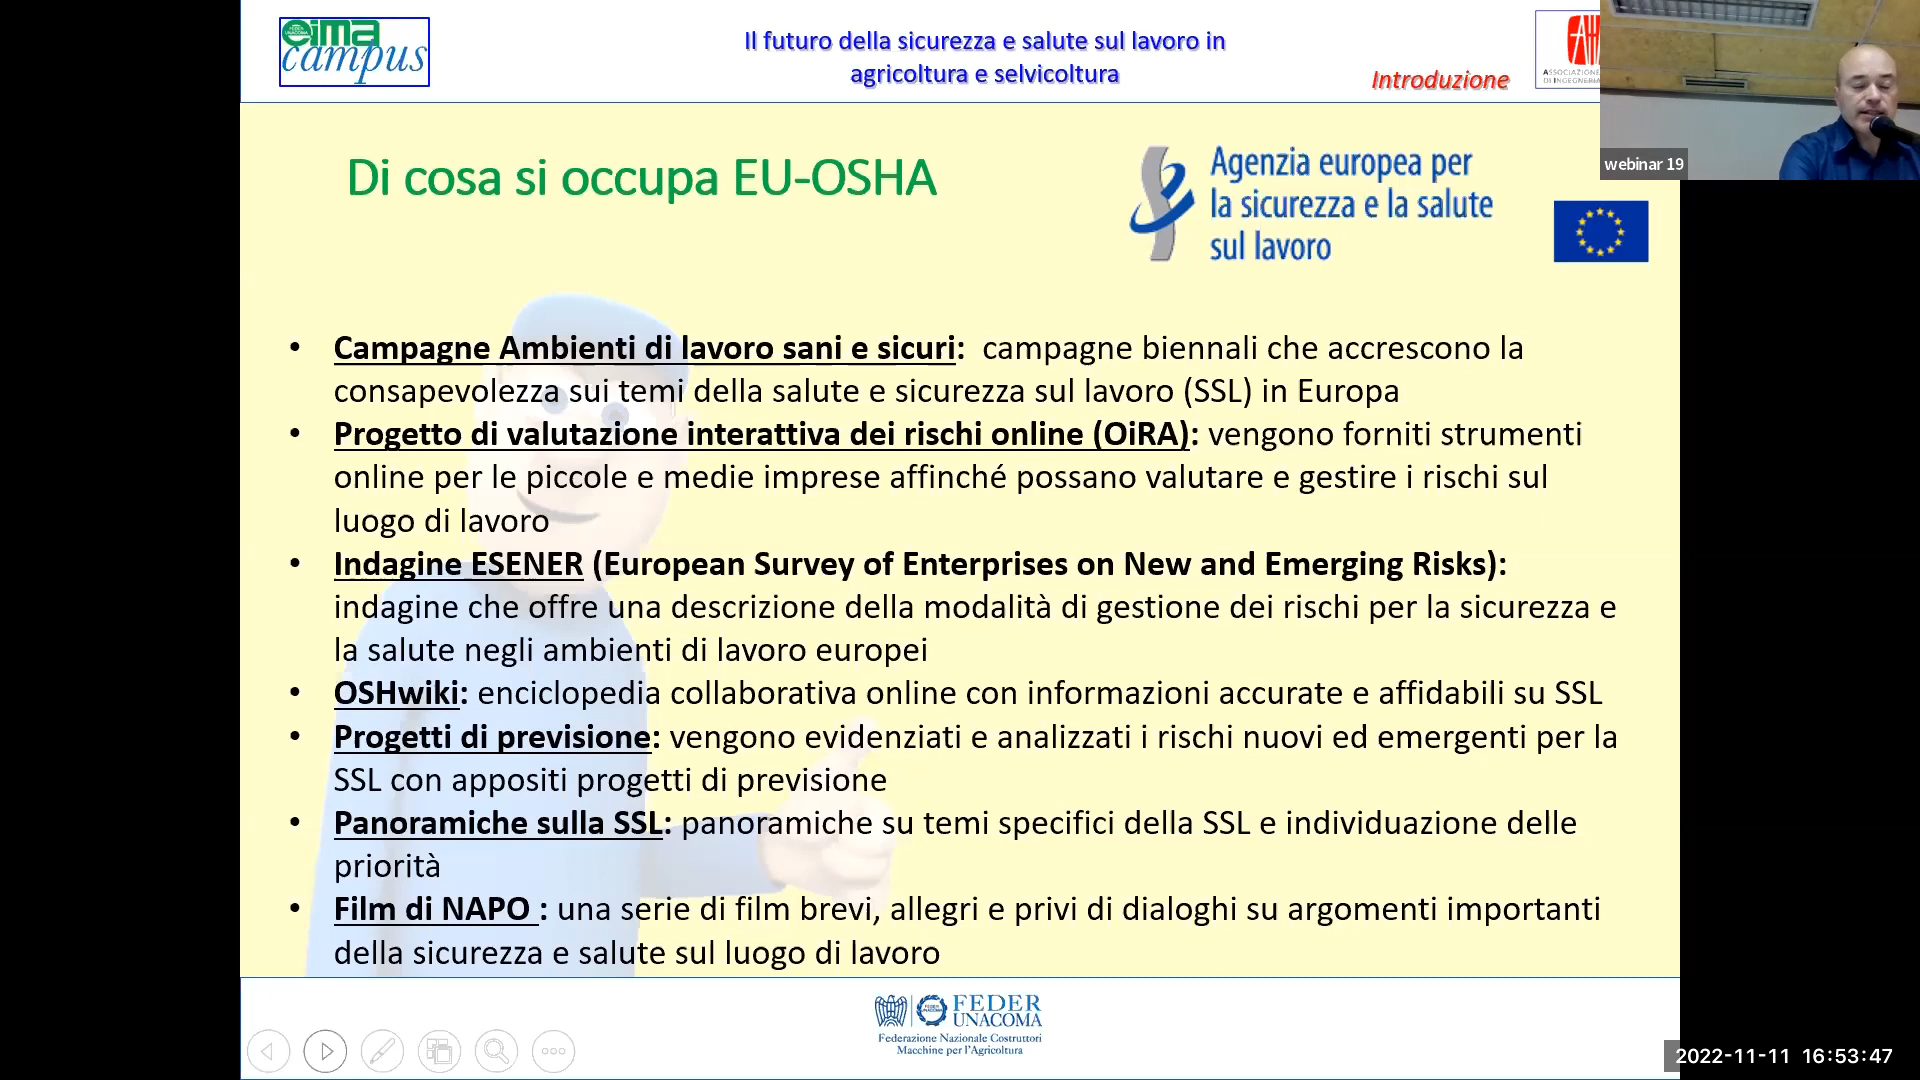 eima
campus
Il futuro della sicurezza e salute sul lavoro in
agricoltura e selvicoltura
Introduzione
ASSOCIAZIONE
DI INGEGNERIA
webinar 19
Di cosa si occupa EU-OSHA
Agenzia europea per
la sicurezza e la salute
sul lavoro
• Campagne Ambienti di lavoro sani e sicuri: campagne biennali che accrescono la
consapevolezza sui temi della salute e sicurezza sul lavoro (SSL) in Europa
• Progetto di valutazione interattiva dei rischi online (OiRA): vengono forniti strumenti
online per le piccole e medie imprese affinché possano valutare e gestire i rischi sul
luogo di lavoro
• Indagine ESENER (European Survey of Enterprises on New and Emerging Risks):
indagine che offre una descrizione della modalità di gestione dei rischi per la sicurezza e
la salute negli ambienti di lavoro europei
• OSHwiki: enciclopedia collaborativa online con informazioni accurate e affidabili su SSL
• Progetti di previsione: vengono evidenziati e analizzati i rischi nuovi ed emergenti per la
SSL con appositi progetti di previsione
• Panoramiche sulla SSL: panoramiche su temi specifici della SSL e individuazione delle
priorità
• Film di NAPO : una serie di film brevi, allegri e privi di dialoghi su argomenti importanti
della sicurezza e salute sul luogo di lavoro
FEDER
UNACOMA
Federazione Nazionale Costruttori
Macchine per l'Agricoltura
2022-11-11 16:53:47